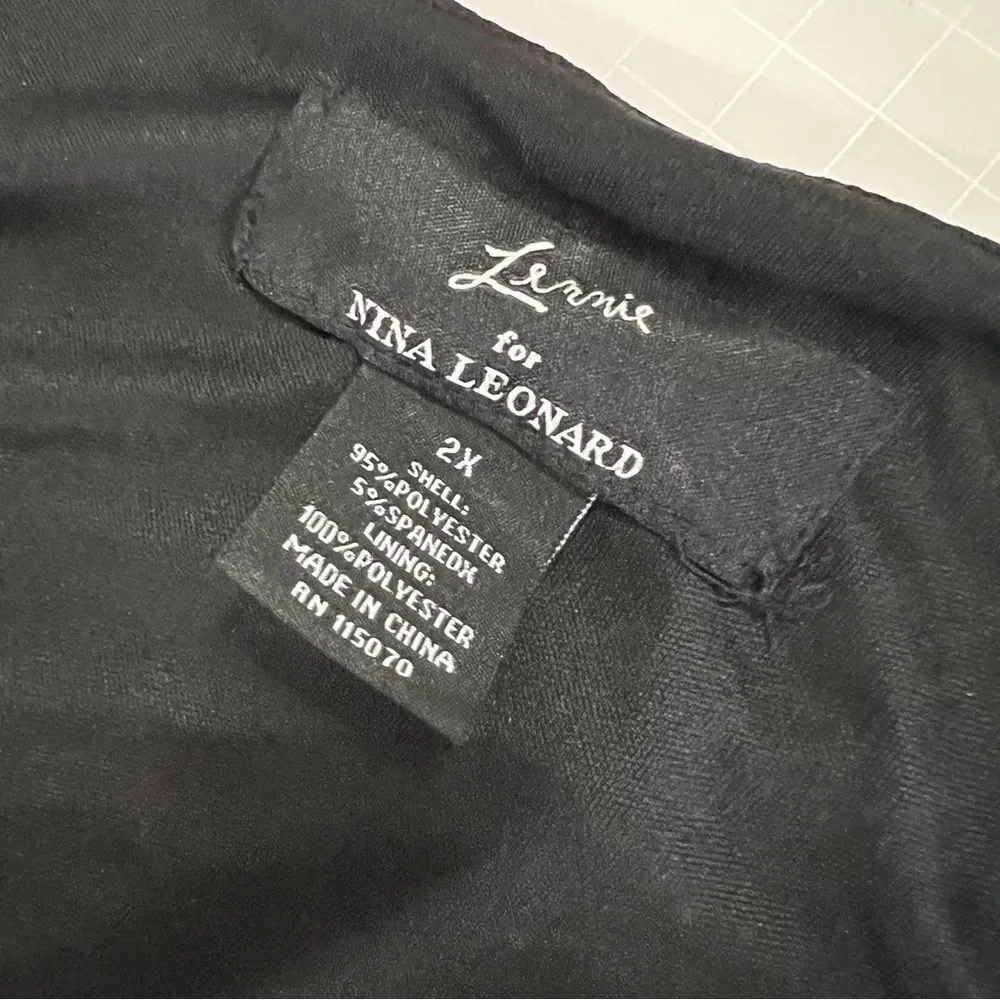 Lennie
for
NINA LEONARD
2X
SHELL:
95%POLYESTER
5%SPANEDX
LINING:
100%POLYESTER
MADE IN CHINA
RN 115070